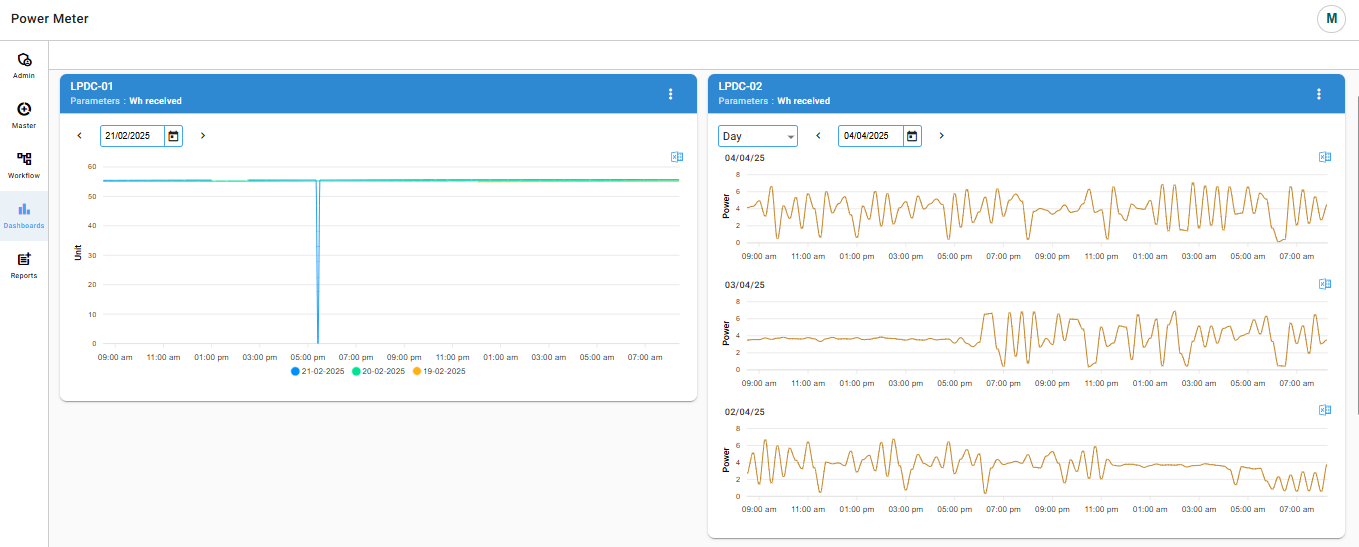 Power Meter
M
Admin
Master
Workflow
Dashboards
Reports
LPDC-01
Parameters : Wh received
21/02/2025
60
50
40
30
20
10
0
Unit
09:00 am 11:00 am 01:00 pm 03:00 pm 05:00 pm 07:00 pm 09:00 pm 11:00 pm 01:00 am 03:00 am 05:00 am 07:00 am
21-02-2025 20-02-2025 19-02-2025
LPDC-02
Parameters : Wh received
Day 04/04/2025
04/04/25
8
6
4
2
0
Power
09:00 am 11:00 am 01:00 pm 03:00 pm 05:00 pm 07:00 pm 09:00 pm 11:00 pm 01:00 am 03:00 am 05:00 am 07:00 am
03/04/25
8
6
4
2
0
Power
09:00 am 11:00 am 01:00 pm 03:00 pm 05:00 pm 07:00 pm 09:00 pm 11:00 pm 01:00 am 03:00 am 05:00 am 07:00 am
02/04/25
8
6
4
2
0
Power
09:00 am 11:00 am 01:00 pm 03:00 pm 05:00 pm 07:00 pm 09:00 pm 11:00 pm 01:00 am 03:00 am 05:00 am 07:00 am